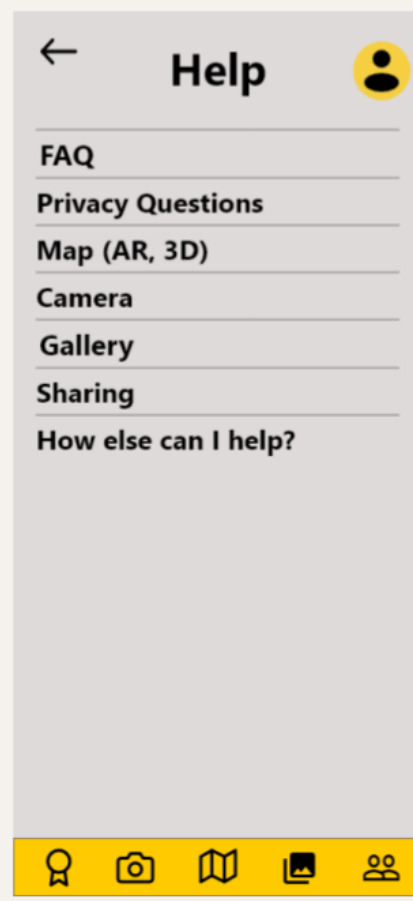 Help
FAQ
Privacy Questions
Map (AR, 3D)
Camera
Gallery
Sharing
How else can I help?